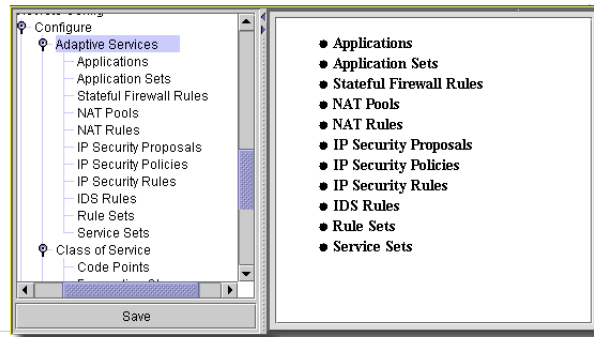 Configure
Adaptive Services
Applications
Application Sets
Stateful Firewall Rules
NAT Pools
NAT Rules
IP Security Proposals
IP Security Policies
IP Security Rules
IDS Rules
Rule Sets
Service Sets
Class of Service
Code Points
Save
Applications
Application Sets
Stateful Firewall Rules
NAT Pools
NAT Rules
IP Security Proposals
IP Security Policies
IP Security Rules
IDS Rules
Rule Sets
Service Sets